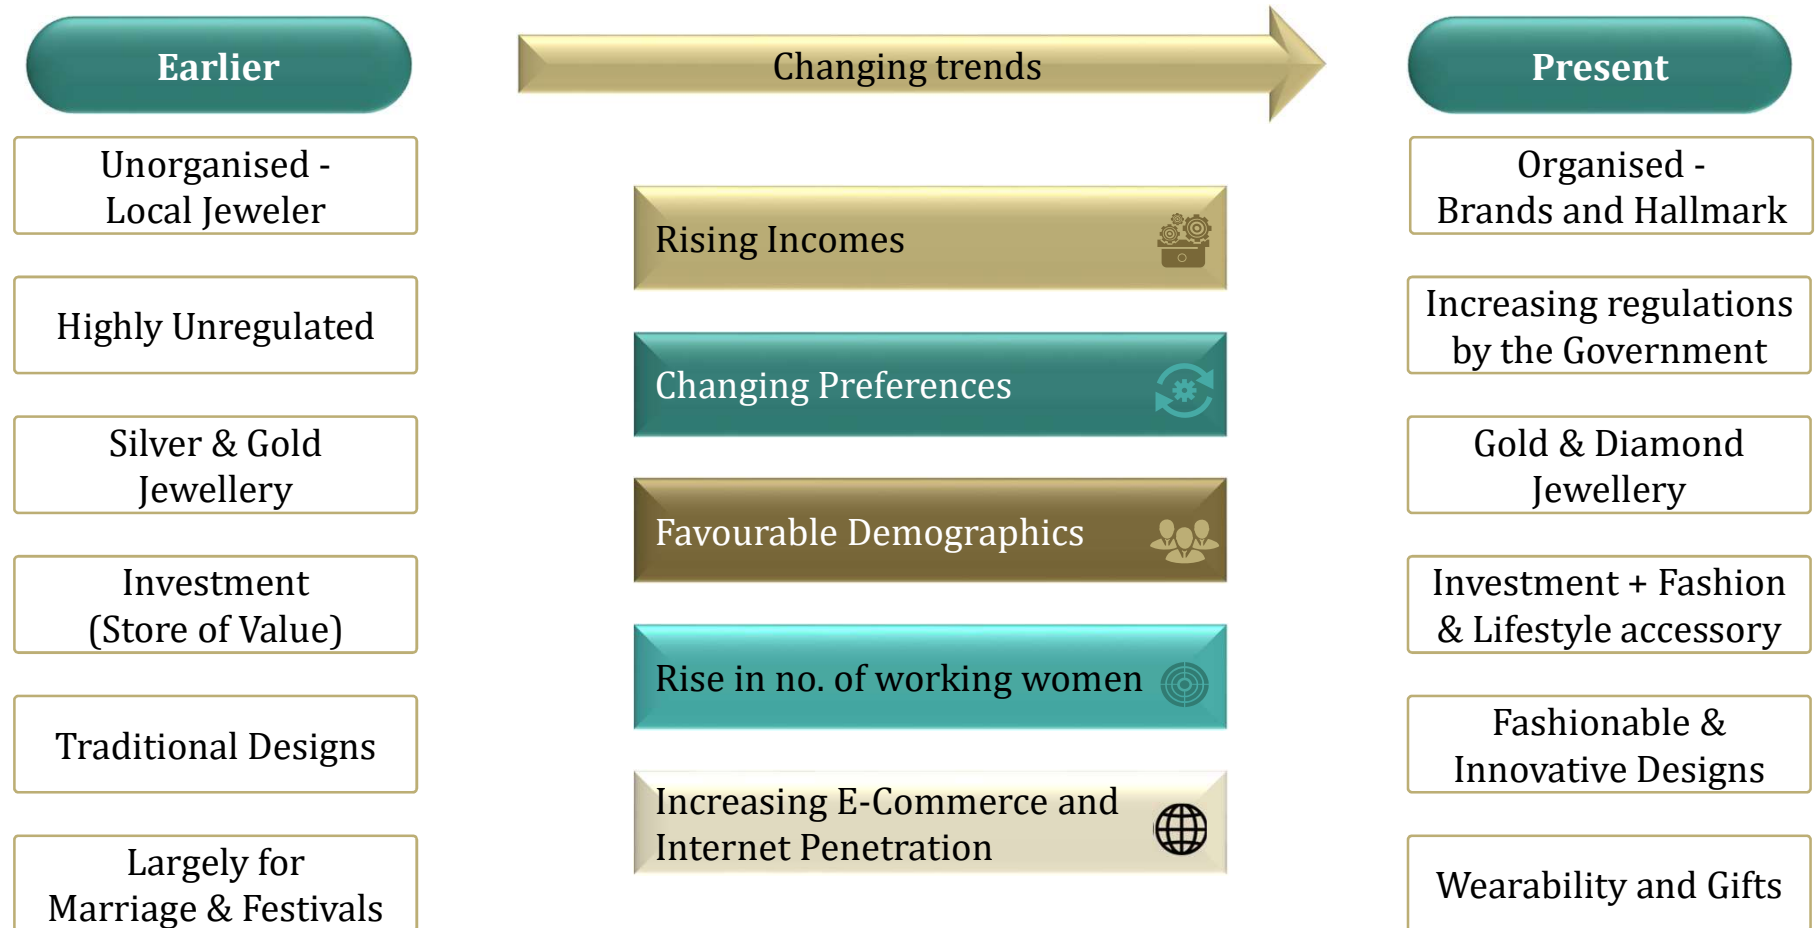 Earlier
Changing trends
Present
Unorganised -
Local Jeweler
Highly Unregulated
Silver & Gold
Jewellery
Investment
(Store of Value)
Traditional Designs
Largely for
Marriage & Festivals
Rising Incomes
Changing Preferences
Favourable Demographics
Rise in no. of working women
Increasing E-Commerce and
Internet Penetration
Organised -
Brands and Hallmark
Increasing regulations
by the Government
Gold & Diamond
Jewellery
Investment + Fashion
& Lifestyle accessory
Fashionable &
Innovative Designs
Wearability and Gifts